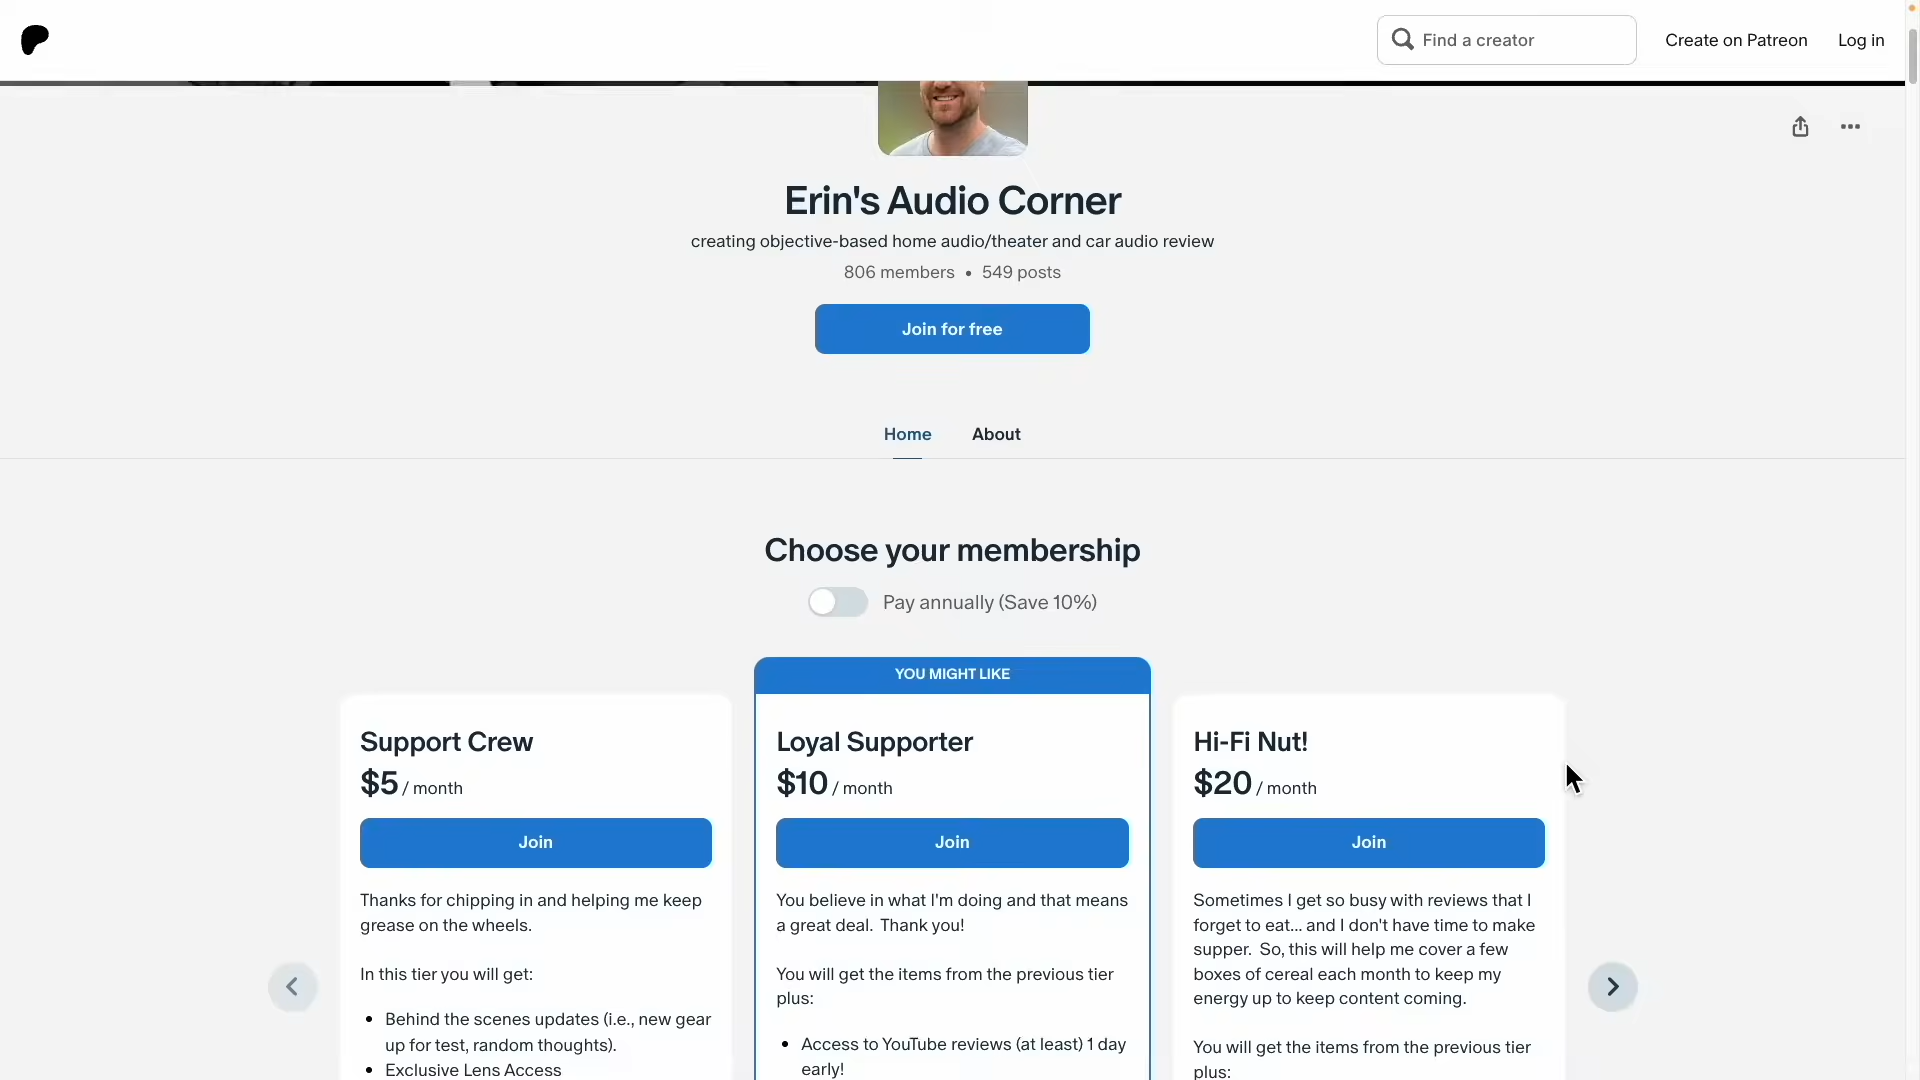 Find a creator
Create on Patreon
Log in
Erin's Audio Corner
creating objective-based home audio/theater and car audio review
806 members • 549 posts
Join for free
Home
About
Choose your membership
Pay annually (Save 10%)
Support Crew
$5 / month
Join
Thanks for chipping in and helping me keep
grease on the wheels.
In this tier you will get:
• Behind the scenes updates (i.e., new gear
up for test, random thoughts).
• Exclusive Lens Access
YOU MIGHT LIKE
Loyal Supporter
$10 / month
Join
You believe in what I'm doing and that means
a great deal.  Thank you!
You will get the items from the previous tier
plus:
• Access to YouTube reviews (at least) 1 day
early!
Hi-Fi Nut!
$20 / month
Join
Sometimes I get so busy with reviews that I
forget to eat... and I don't have time to make
supper.  So, this will help me cover a few
boxes of cereal each month to keep my
energy up to keep content coming.
You will get the items from the previous tier
plus: